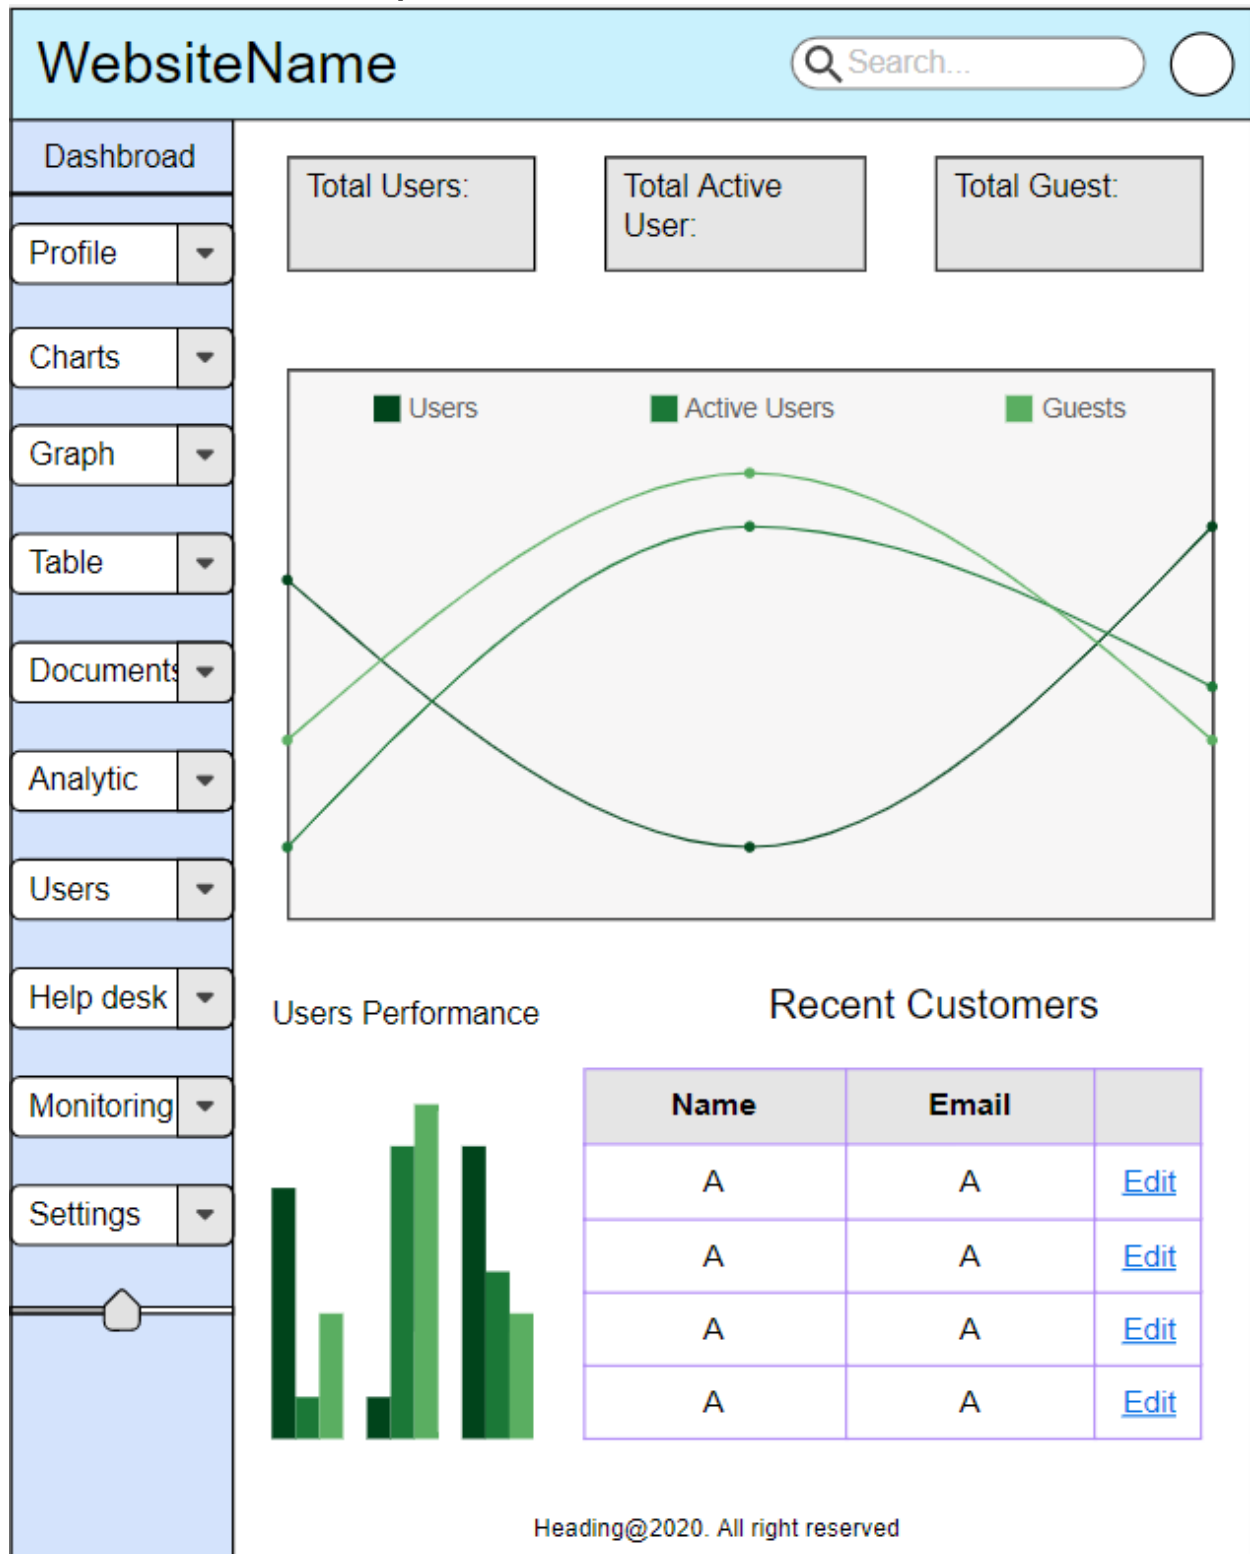 WebsiteName
Search...
Dashbroad
Profile
Charts
Graph
Table
Documents
Analytic
Users
Help desk
Monitoring
Settings
Total Users:
Total Active
User:
Total Guest:
Users Active Users Guests
Users Performance
Recent Customers
Name Email
A A Edit
A A Edit
A A Edit
A A Edit
Heading@2020. All right reserved